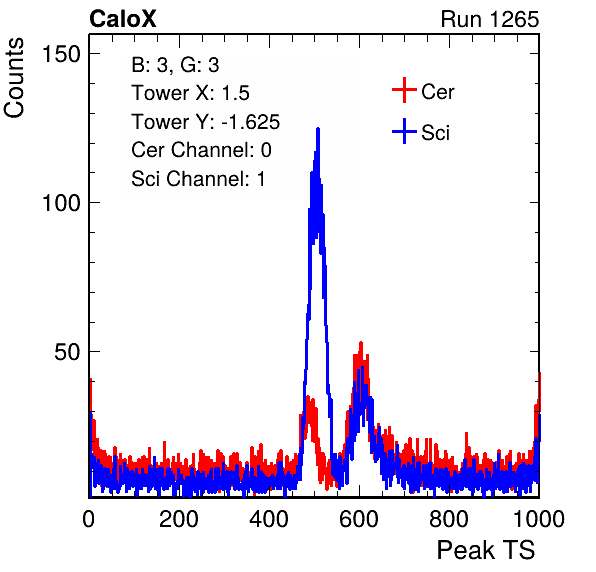 CaloX Run 1265
Counts
150
100
50
B: 3, G: 3
Tower X: 1.5
Tower Y: -1.625
Cer Channel: 0
Sci Channel: 1
Cer
Sci
0 200 400 600 800 1000
Peak TS